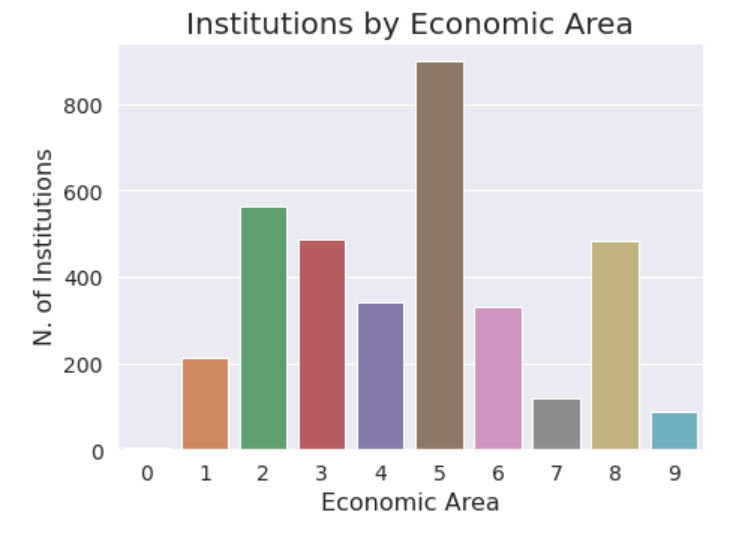 Institutions by Economic Area
N. of Institutions
800
600
400
200
0
0 1 2 3 4 5 6 7 8 9
Economic Area